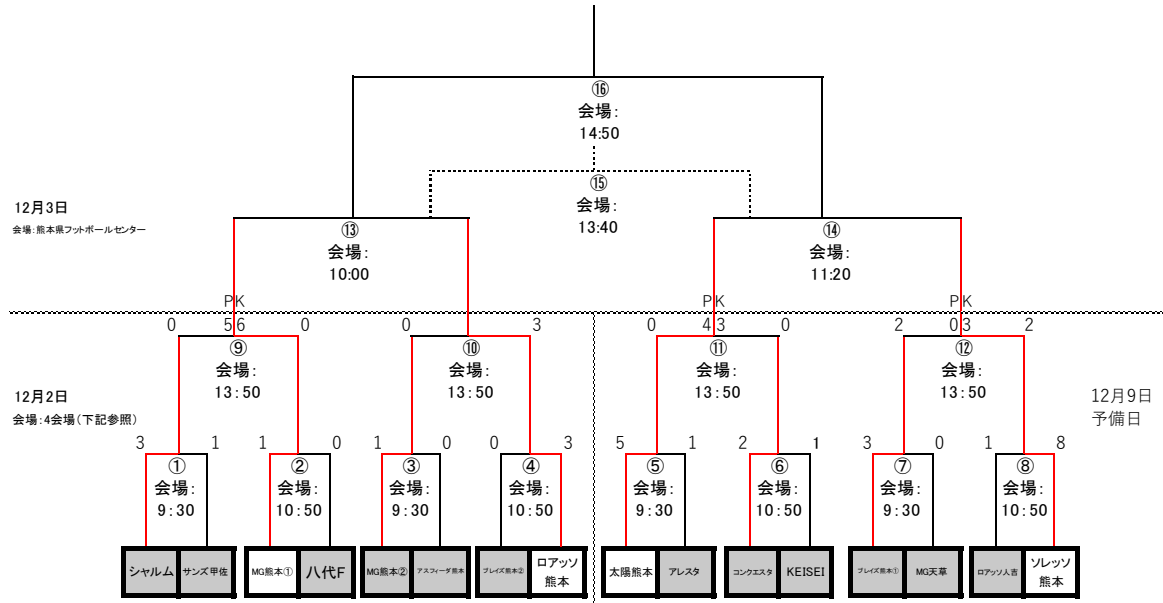 ⑯
会場:
14:50
⑮
会場:
13:40
12月3日
会場:熊本県フットボールセンター
⑬
会場:
10:00
⑭
会場:
11:20
PK PK PK
0 56 0 0 3 0 43 0 2 03 2
⑨ ⑩ ⑪ ⑫
会場: 会場: 会場: 会場:
13:50 13:50 13:50 13:50
12月2日
会場:4会場(下記参照)
12月9日
予備日
3 1 1 0 1 0 0 3 5 1 2 1 3 0 1 8
① ② ③ ④ ⑤ ⑥ ⑦ ⑧
会場: 会場: 会場: 会場: 会場: 会場: 会場: 会場:
9:30 10:50 9:30 10:50 9:30 10:50 9:30 10:50
シャルム サンズ甲佐 MG熊本① 八代F MG熊本② アスフィーダ熊本 ブレイズ熊本② ロアッソ熊本 太陽熊本 アレスタ コンクエスタ KEISEI ブレイズ熊本① MG天草 ロアッソ人吉 ソレッソ熊本